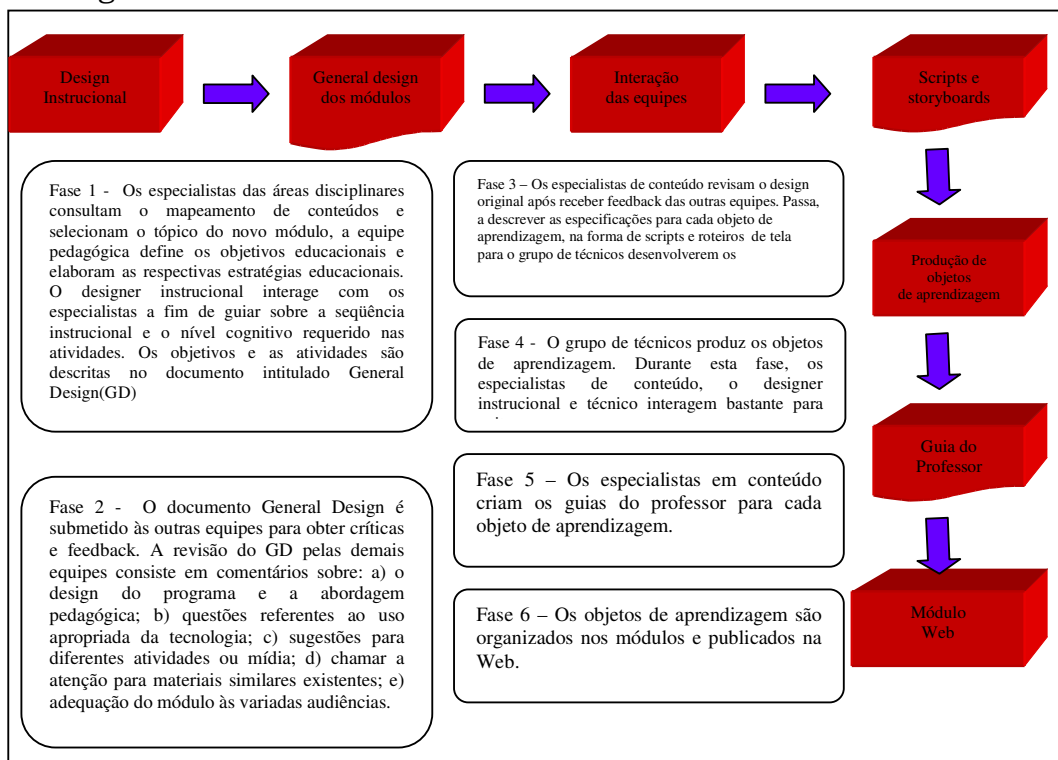 Design
Instrucional
General design
dos módulos
Interação
das equipes
Scripts e
storyboards
Fase 1 - Os especialistas das áreas disciplinares
consultam o mapeamento de conteúdos e
selecionam o tópico do novo módulo, a equipe
pedagógica define os objetivos educacionais e
elaboram as respectivas estratégias educacionais.
O designer instrucional interage com os
especialistas a fim de guiar sobre a seqüência
instrucional e o nível cognitivo requerido nas
atividades. Os objetivos e as atividades são
descritas no documento intitulado General
Design(GD)
Fase 2 - O documento General Design é
submetido às outras equipes para obter críticas
e feedback. A revisão do GD pelas demais
equipes consiste em comentários sobre: a) o
design do programa e a abordagem
pedagógica; b) questões referentes ao uso
apropriada da tecnologia; c) sugestões para
diferentes atividades ou mídia; d) chamar a
atenção para materiais similares existentes; e)
adequação do módulo às variadas audiências.
Fase 3 – Os especialistas de conteúdo revisam o design
original após receber feedback das outras equipes. Passa,
a descrever as especificações para cada objeto de
aprendizagem, na forma de scripts e roteiros de tela
para o grupo de técnicos desenvolverem os
Fase 4 - O grupo de técnicos produz os objetos
de aprendizagem. Durante esta fase, os
especialistas de conteúdo, o designer
instrucional e técnico interagem bastante para
Fase 5 – Os especialistas em conteúdo
criam os guias do professor para cada
objeto de aprendizagem.
Fase 6 – Os objetos de aprendizagem são
organizados nos módulos e publicados na
Web.
Produção de
objetos
de aprendizagem
Guia do
Professor
Módulo
Web